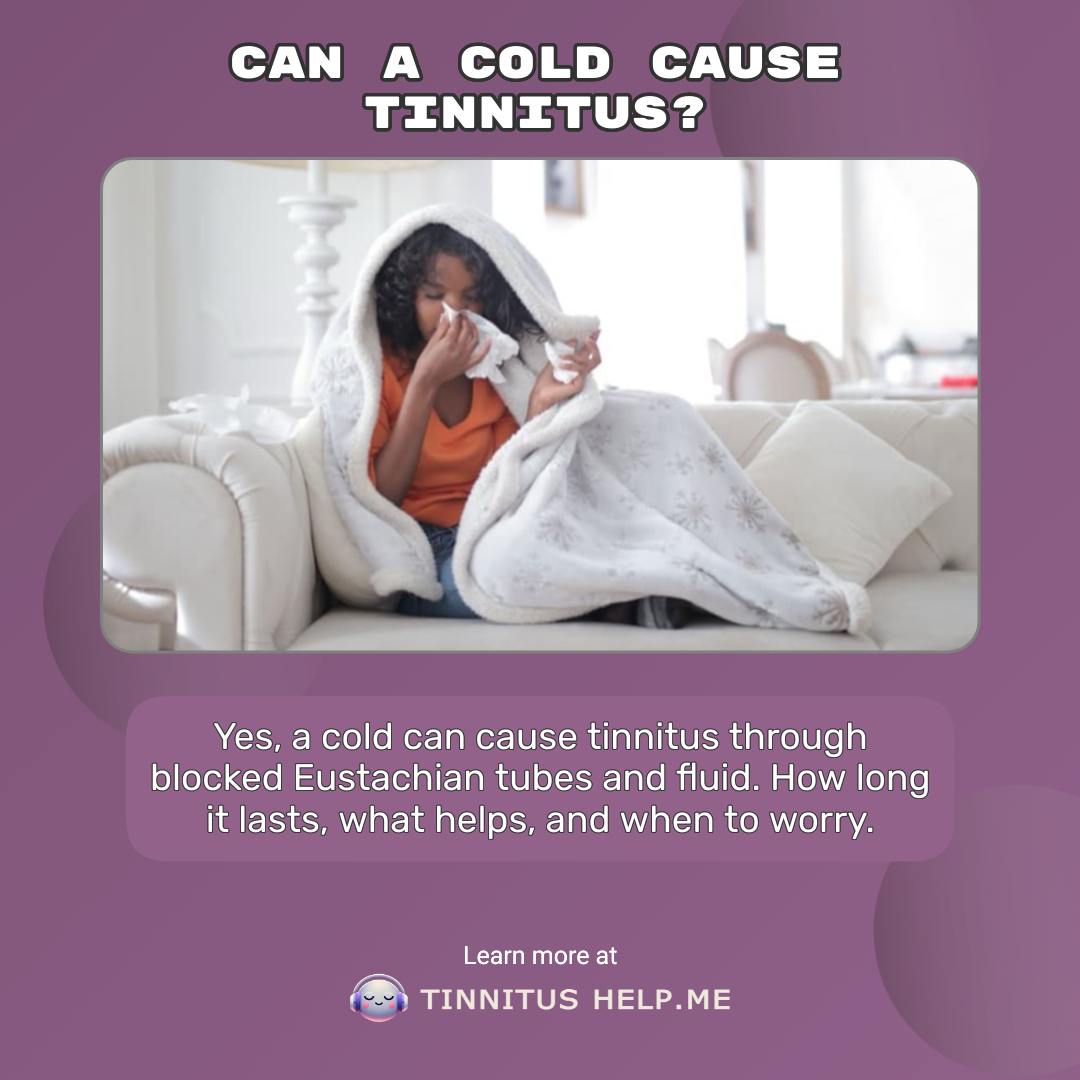 CAN A COLD CAUSE
TINNITUS?
Yes, a cold can cause tinnitus through
blocked Eustachian tubes and fluid. How long
it lasts, what helps, and when to worry.
Learn more at
TINNITUS HELP.ME